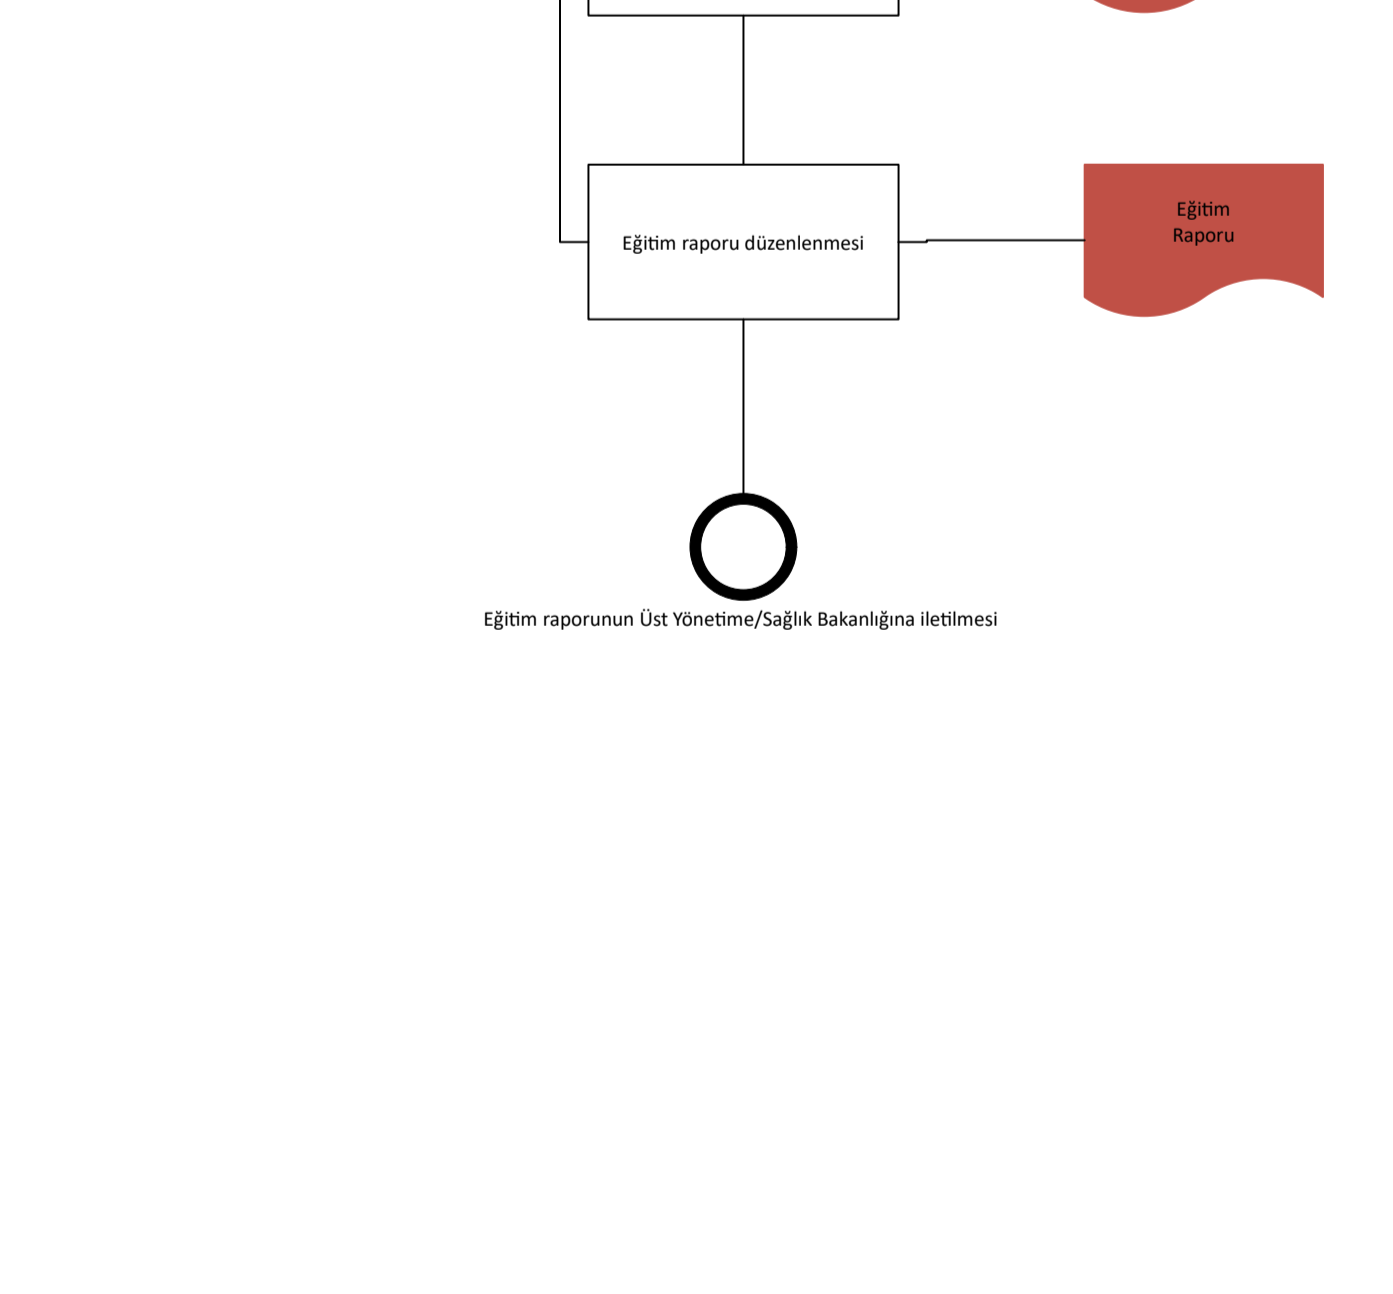 Eğitim
Raporu
Eğitim raporu düzenlenmesi
Eğitim raporunun Üst Yönetime/Sağlık Bakanlığına iletilmesi